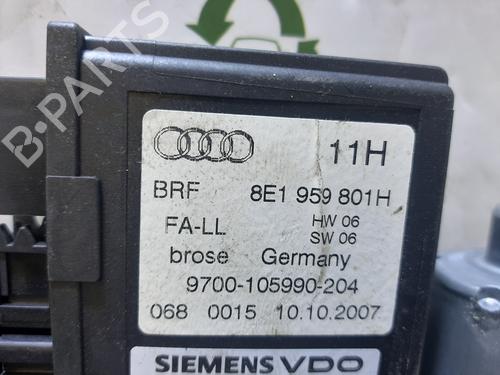 B-PARTS
11H
BRF 8E1 959 801H
FA-LL HW 06
SW 06
brose Germany
9700-105990-204
068 0015 10.10.2007
SIEMENS VDO